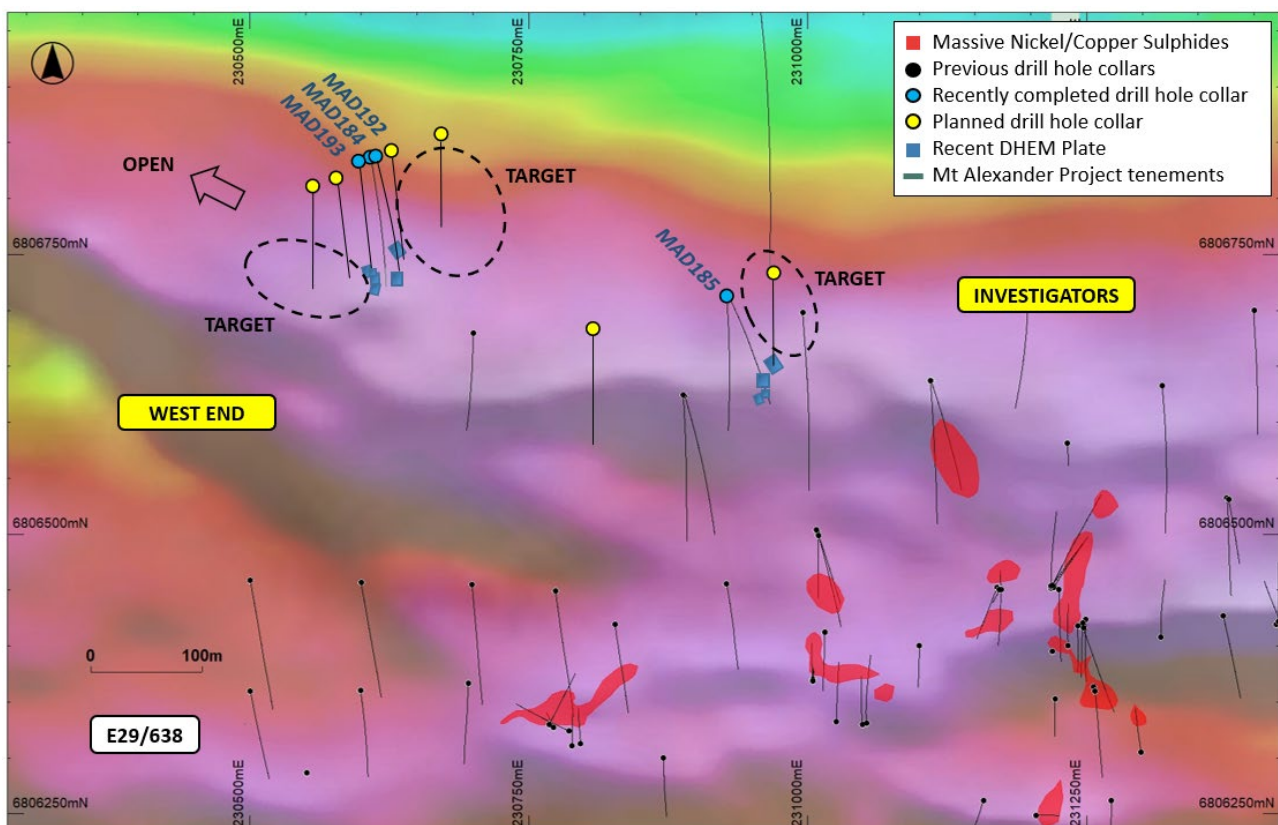 230500mE
230750mE
231000mE
Massive Nickel/Copper Sulphides
Previous drill hole collars
Recently completed drill hole collar
Planned drill hole collar
Recent DHEM Plate
Mt Alexander Project tenements
MAD192
MAD184
MAD193
OPEN
TARGET
6806750mN
6806750mN
MAD185
TARGET
TARGET
INVESTIGATORS
WEST END
6806500mN
6806500mN
0 100m
E29/638
230500mE
230750mE
231000mE
231250mE
6806250mN
6806250mN